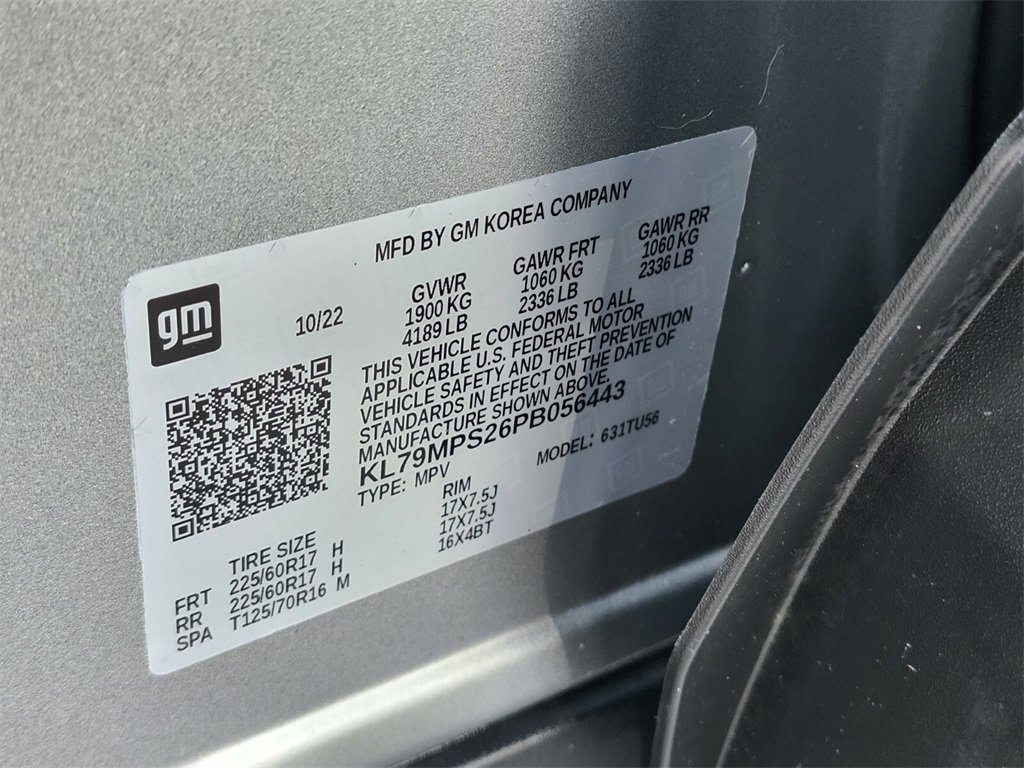 MFD BY GM KOREA COMPANY
gm
10/22
GVWR GAWR FRT GAWR RR
1900 KG 1060 KG 1060 KG
4189 LB 2336 LB 2336 LB
THIS VEHICLE CONFORMS TO ALL
APPLICABLE U.S. FEDERAL MOTOR
VEHICLE SAFETY AND THEFT PREVENTION
STANDARDS IN EFFECT ON THE DATE OF
MANUFACTURE SHOWN ABOVE.
KL79MPS26PB056443
TYPE: MPV MODEL: 631TU56
TIRE SIZE RIM
FRT 225/60R17 H 17X7.5J
RR 225/60R17 H 17X7.5J
SPA T125/70R16 M 16X4BT